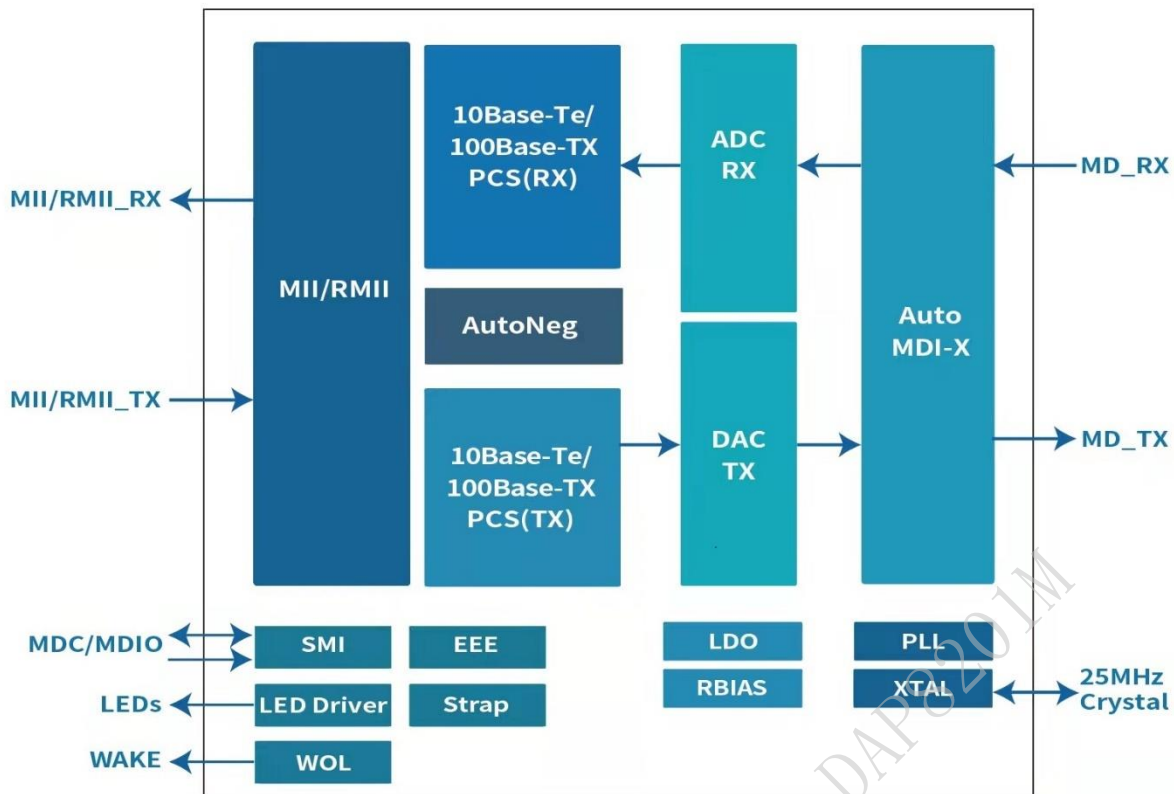 10Base-Te/
100Base-TX
PCS(RX)
ADC
RX
MD_RX
MII/RMII_RX
MII/RMII
AutoNeg
Auto
MDI-X
MII/RMII_TX
10Base-Te/
100Base-TX
PCS(TX)
DAC
TX
MD_TX
MDC/MDIO
SMI
EEE
LDO
PLL
LEDs
LED Driver
Strap
RBIAS
XTAL
25MHz
Crystal
WAKE
WOL
DAP8201M